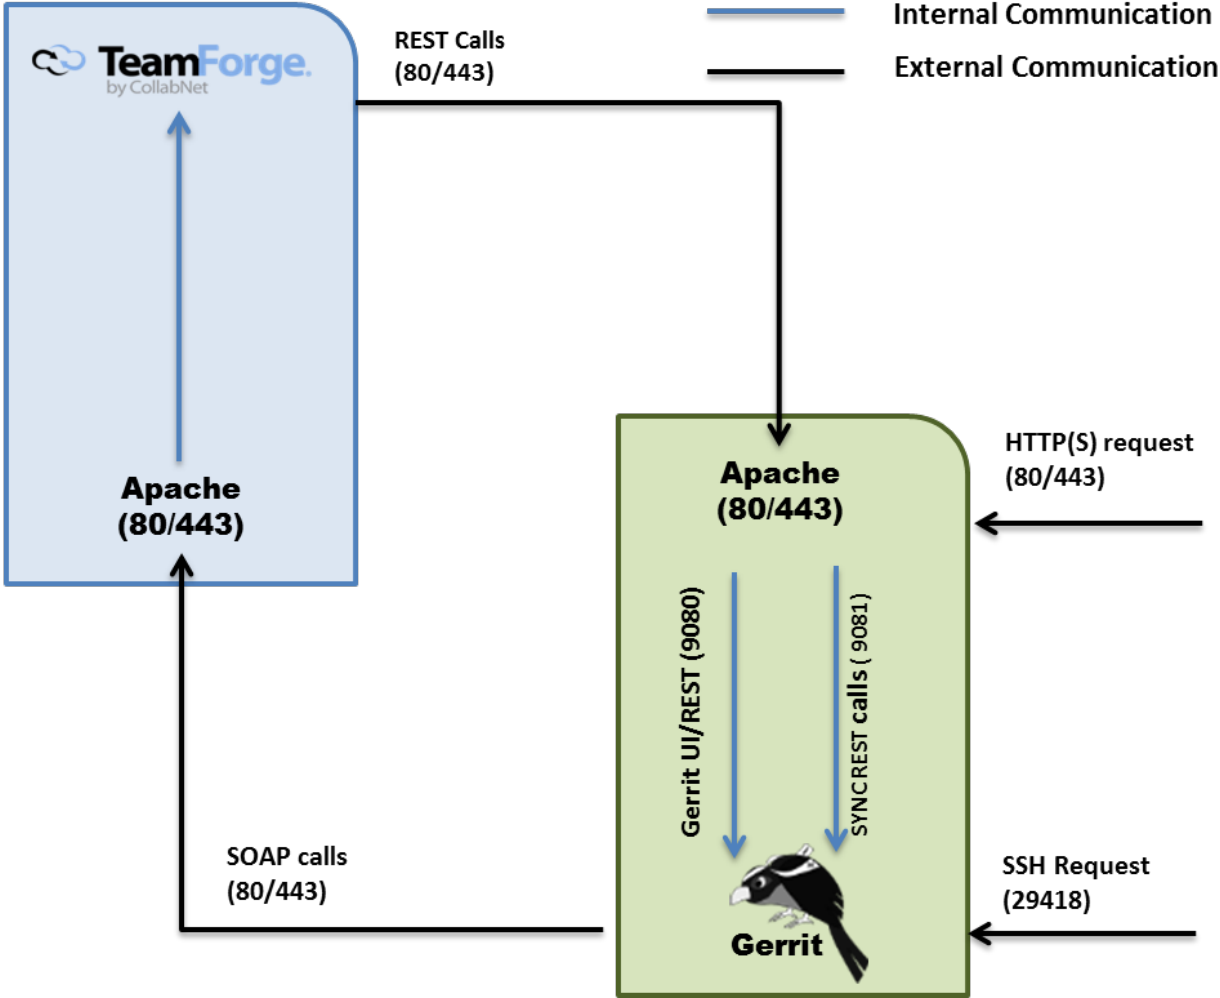 TeamForge.
by CollabNet
REST Calls
(80/443)
Internal Communication
External Communication
Apache
(80/443)
Apache
(80/443)
HTTP(S) request
(80/443)
Gerrit UI/REST (9080)
SYNC REST calls ( 9081)
SOAP calls
(80/443)
SSH Request
(29418)
Gerrit